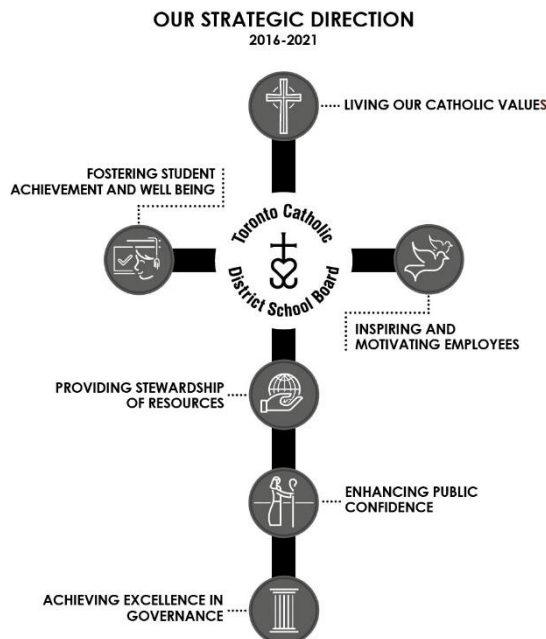 OUR STRATEGIC DIRECTION
2016-2021
LIVING OUR CATHOLIC VALUES
FOSTERING STUDENT
ACHIEVEMENT AND WELL BEING
Toronto Catholic
District School Board
INSPIRING AND
MOTIVATING EMPLOYEES
PROVIDING STEWARDSHIP
OF RESOURCES
ENHANCING PUBLIC
CONFIDENCE
ACHIEVING EXCELLENCE IN
GOVERNANCE